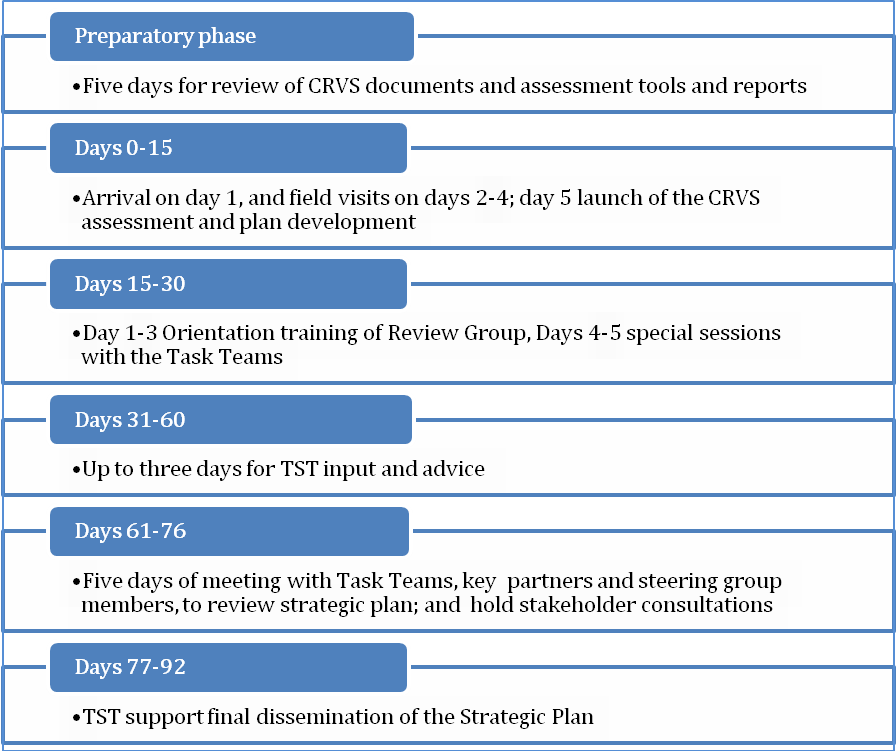 Preparatory phase
•Five days for review of CRVS documents and assessment tools and reports
Days 0-15
•Arrival on day 1, and field visits on days 2-4; day 5 launch of the CRVS
assessment and plan development
Days 15-30
•Day 1-3 Orientation training of Review Group, Days 4-5 special sessions
with the Task Teams
Days 31-60
•Up to three days for TST input and advice
Days 61-76
•Five days of meeting with Task Teams, key partners and steering group
members, to review strategic plan; and hold stakeholder consultations
Days 77-92
•TST support final dissemination of the Strategic Plan